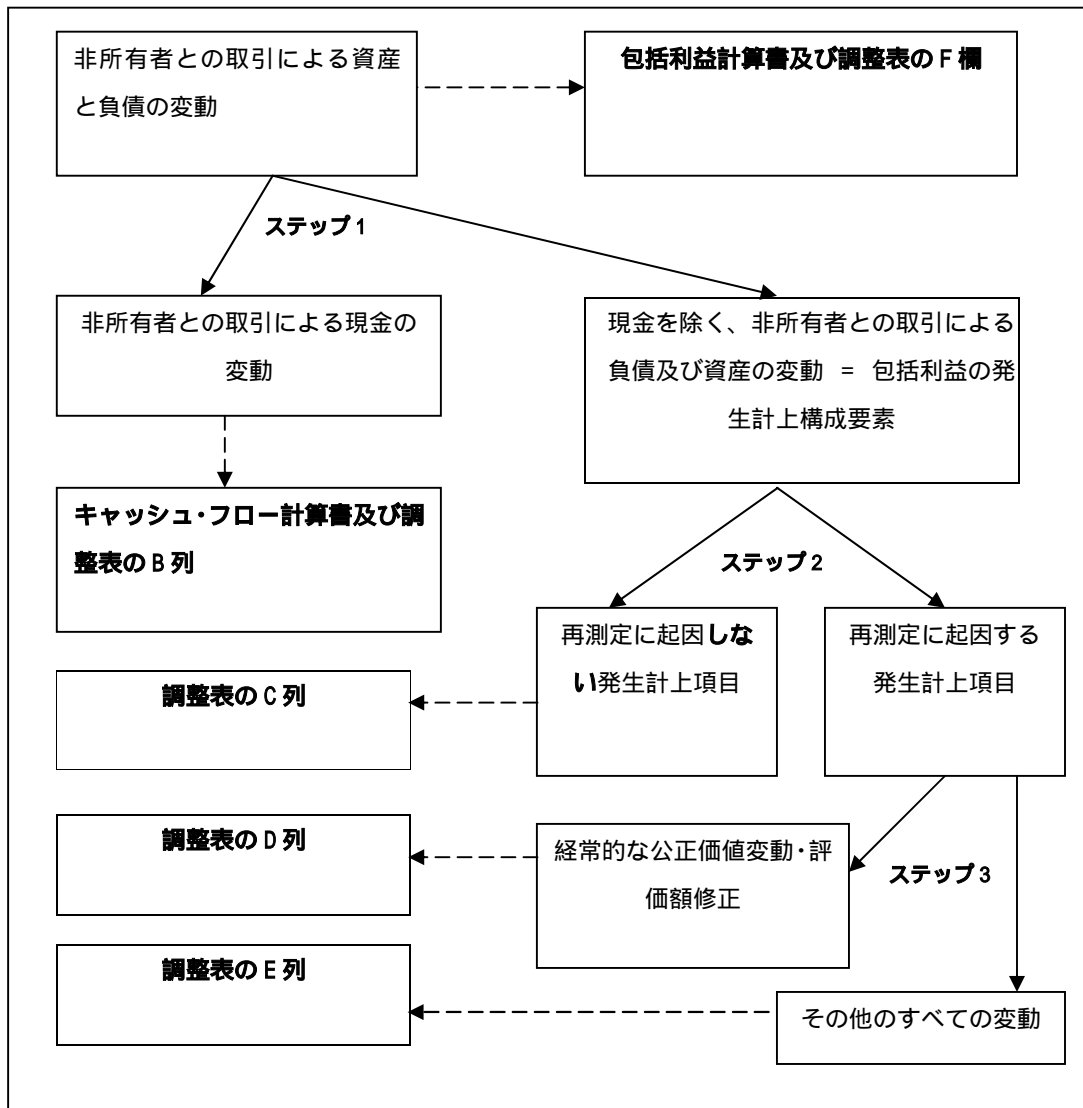 非所有者との取引による資産
と負債の変動
包括利益計算書及び調整表の F 欄
ステップ 1
非所有者との取引による現金の
変動
現金を除く、非所有者との取引による
負債及び資産の変動 = 包括利益の発
生計上構成要素
キャッシュ・フロー計算書及び調
整表の B 列
ステップ 2
再測定に起因しな
い発生計上項目
再測定に起因する
発生計上項目
調整表の C 列
調整表の D 列
経常的な公正価値変動・評
価額修正
ステップ 3
調整表の E 列
その他のすべての変動